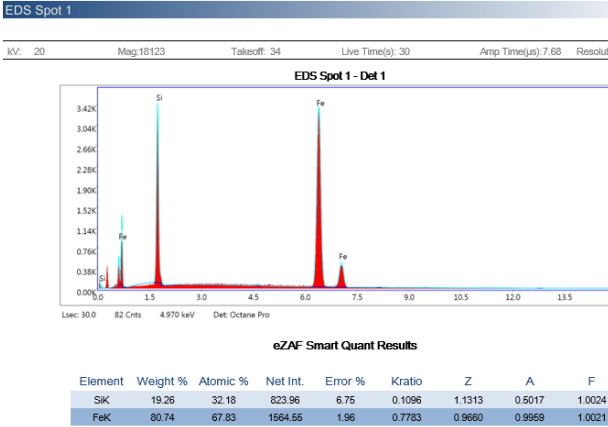 EDS Spot 1
kV: 20 Mag:18123 Takeoff: 34 Live Time(s): 30 Amp Time(µs):7.68 Resolut
EDS Spot 1 - Det 1
Si
Fe
3.42K
3.04K
2.66K
2.28K
1.90K
1.52K
1.14K
Fe
0.76K
Fe
0.38K
Si
0.00K
0.0 1.5 3.0 4.5 6.0 7.5 9.0 10.5 12.0 13.5
Lsec: 30.0 82 Cnts 4.970 keV Det: Octane Pro
eZAF Smart Quant Results
Element Weight % Atomic % Net Int. Error % Kratio Z A F
SiK 19.26 32.18 823.96 6.75 0.1096 1.1313 0.5017 1.0024
FeK 80.74 67.83 1564.55 1.96 0.7783 0.9660 0.9959 1.0021